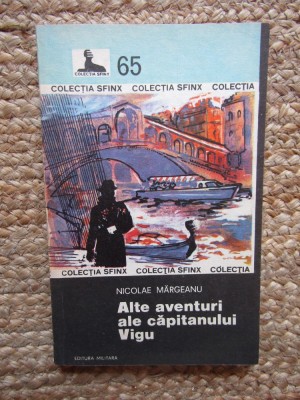 COLECȚIA SFINX
65
COLECȚIA SFINX COLECȚIA SFINX COLECȚIA
COLECȚIA SFINX COLECȚIA SFINX COLECȚIA
NICOLAE MĂRGEANU
Alte aventuri
ale căpitanului
Vigu
EDITURA MILITARĂ